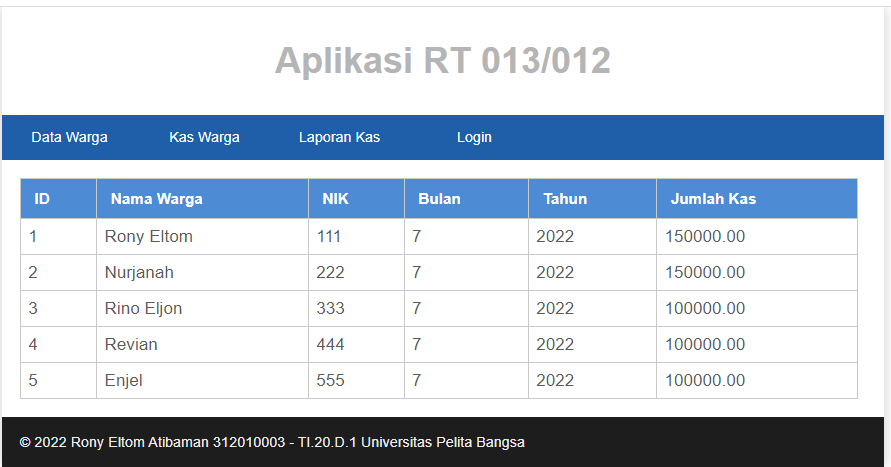 Aplikasi RT 013/012
Data Warga Kas Warga Laporan Kas Login
ID Nama Warga NIK Bulan Tahun Jumlah Kas
1 Rony Eltom 111 7 2022 150000.00
2 Nurjanah 222 7 2022 150000.00
3 Rino Eljon 333 7 2022 100000.00
4 Revian 444 7 2022 100000.00
5 Enjel 555 7 2022 100000.00
© 2022 Rony Eltom Atibaman 312010003 - TI.20.D.1 Universitas Pelita Bangsa